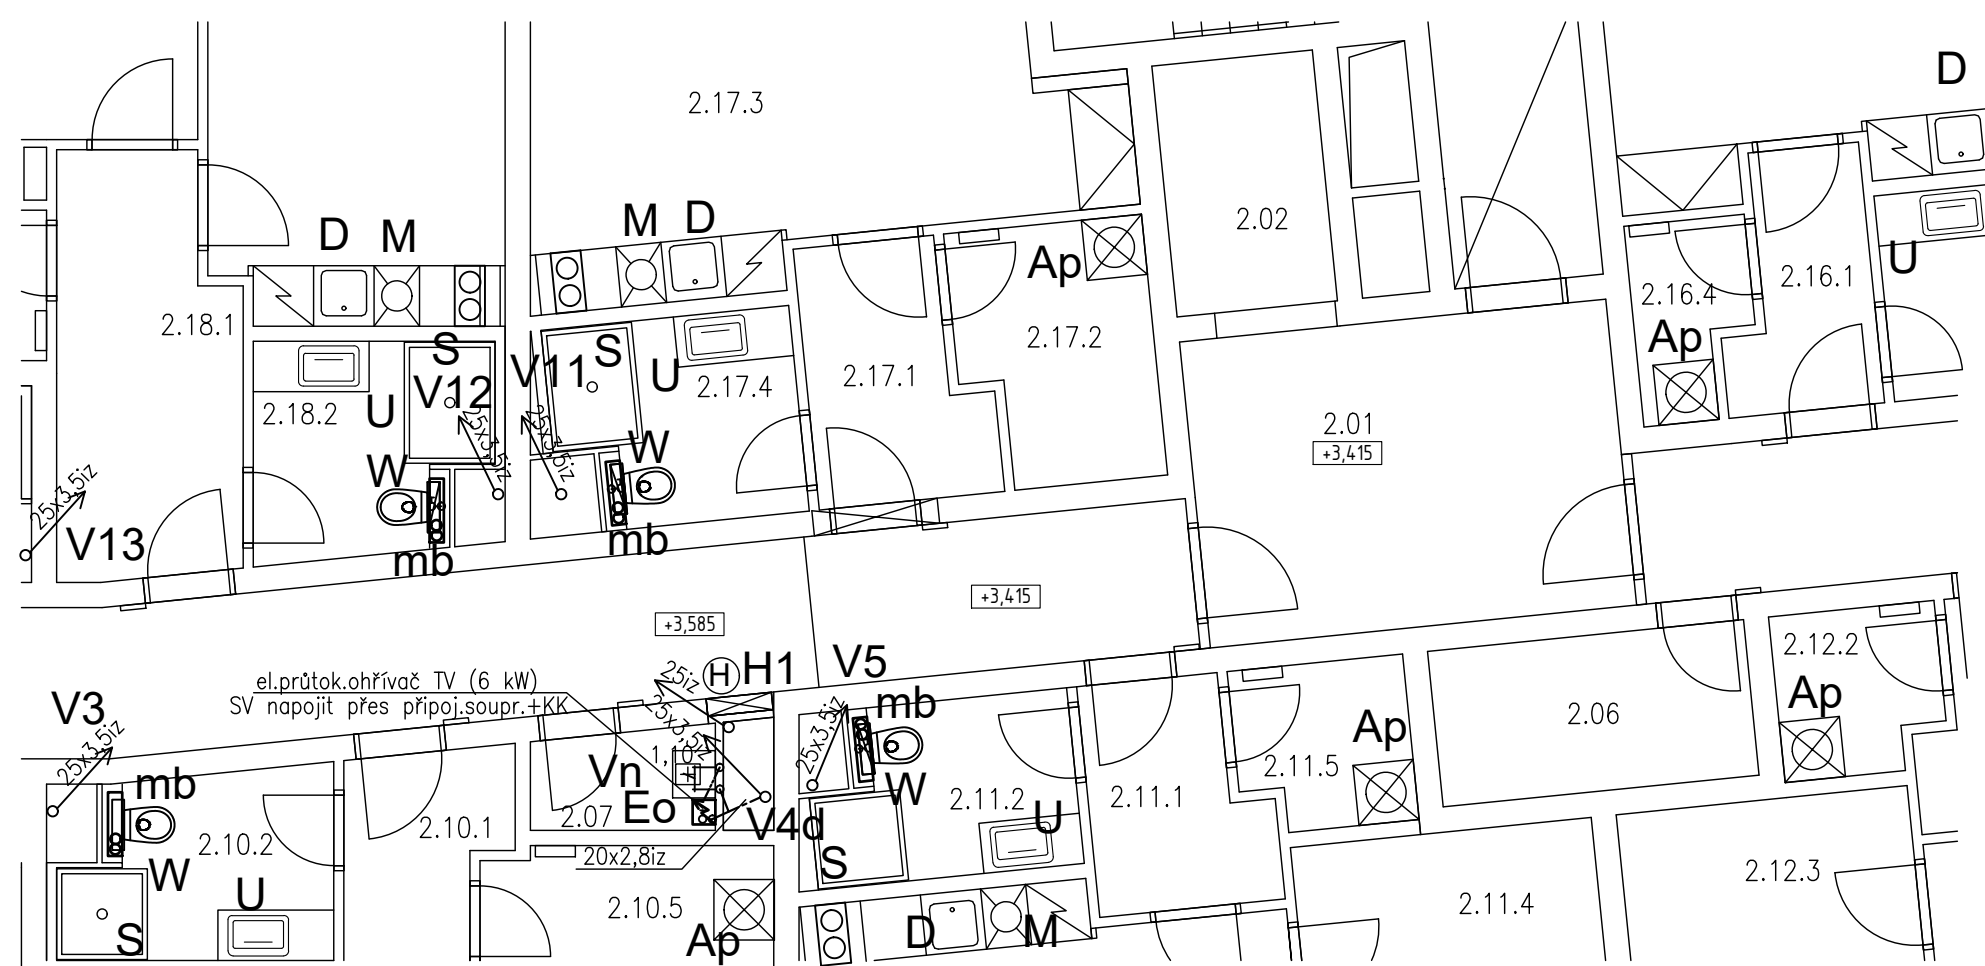 D
2.17.3
2.02
D
M
M
D
Ap
2.16.4
2.16.1
U
2.18.1
2.17.2
Ap
S
V12
V11
S
U
2.17.4
2.17.1
2.18.2
U
25x3,5iz
25x3,5iz
2.01
+3,415
W
W
25x3,5iz
V13
mb
mb
+3,415
+3,585
el.průtok.ohřívač TV (6 kW)
SV napojit přes připoj.soupr.+KK
25iz
H
H1
V5
2.12.2
Ap
V3
25x3,5iz
25x3,5iz
25x3,5iz
mb
2.06
Ap
2.11.5
mb
Vn
Eo
W
2.11.2
U
2.11.1
2.07
V4d
2.10.1
2.10.2
W
U
S
20x2,8iz
S
2.10.5
Ap
D
M
2.11.4
2.12.3